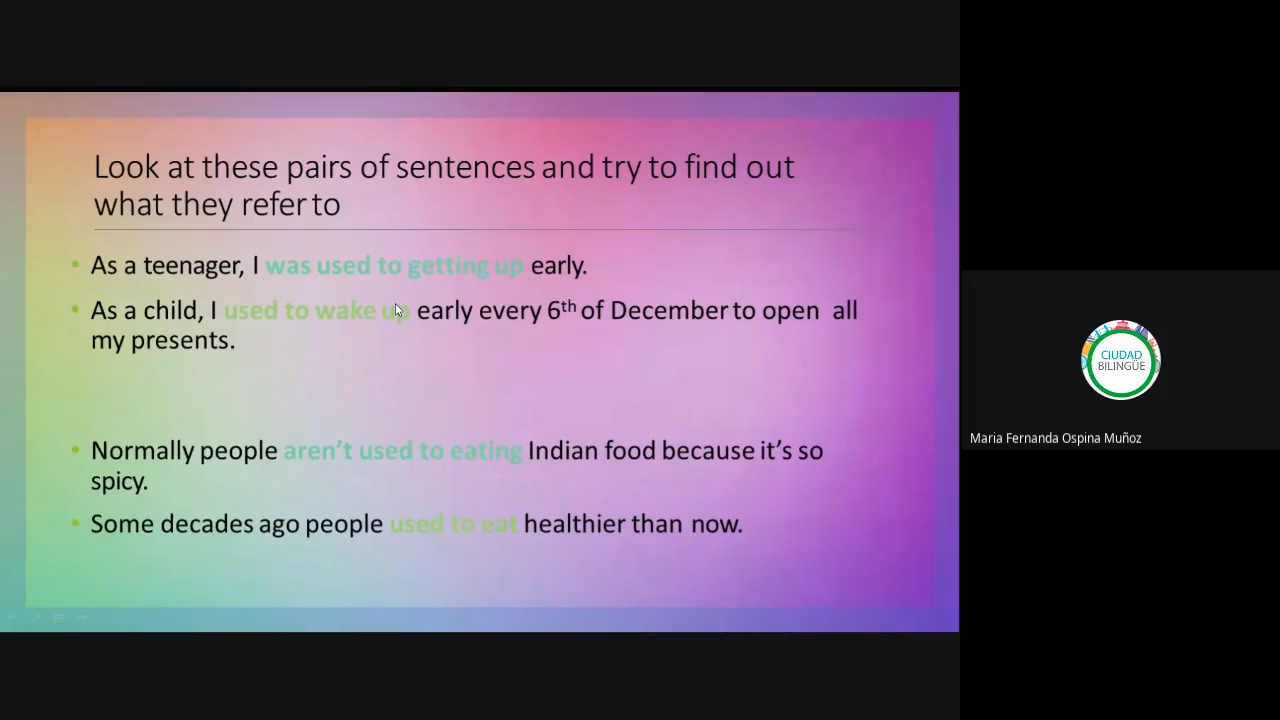 Look at these pairs of sentences and try to find out
what they refer to
• As a teenager, I was used to getting up early.
• As a child, I used to wake up early every 6th of December to open all
my presents.
• Normally people aren't used to eating Indian food because it's so
spicy.
• Some decades ago people used to eat healthier than now.
CIUDAD
BILINGÜE
Maria Fernanda Ospina Muñoz